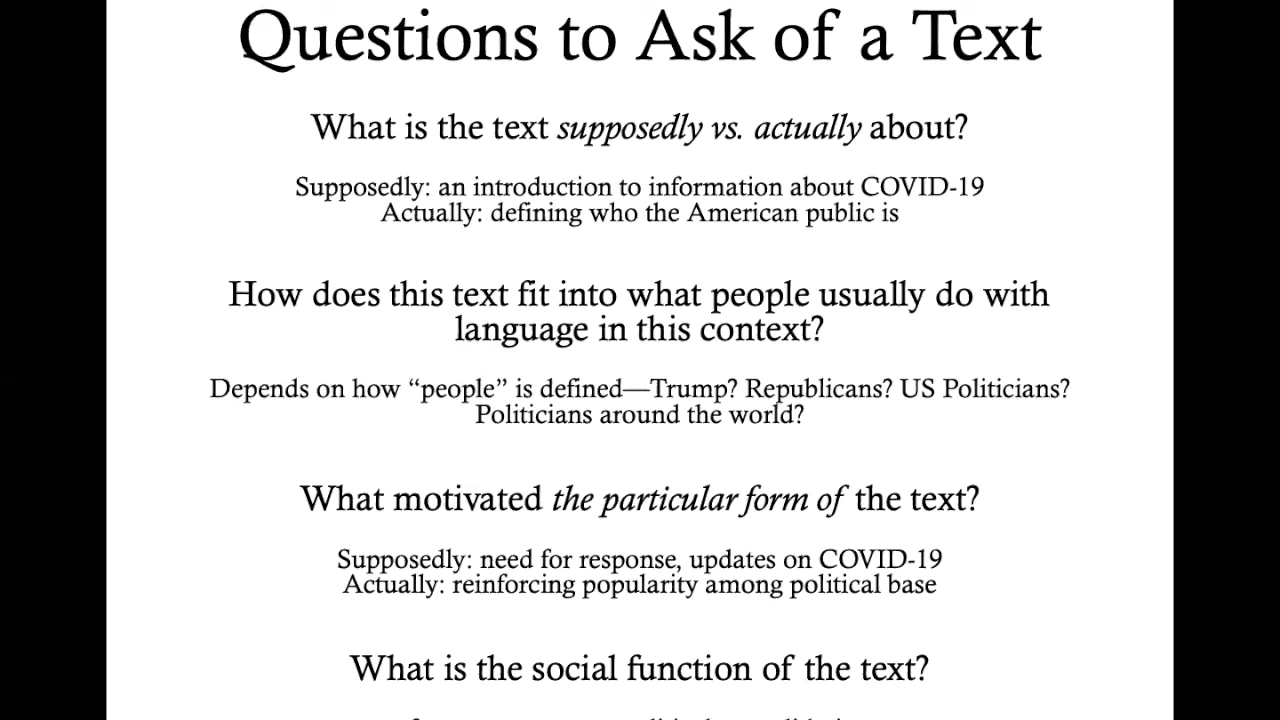 Questions to Ask of a Text
What is the text supposedly vs. actually about?
Supposedly: an introduction to information about COVID-19
Actually: defining who the American public is
How does this text fit into what people usually do with
language in this context?
Depends on how “people” is defined—Trump? Republicans? US Politicians?
Politicians around the world?
What motivated the particular form of the text?
Supposedly: need for response, updates on COVID-19
Actually: reinforcing popularity among political base
What is the social function of the text?